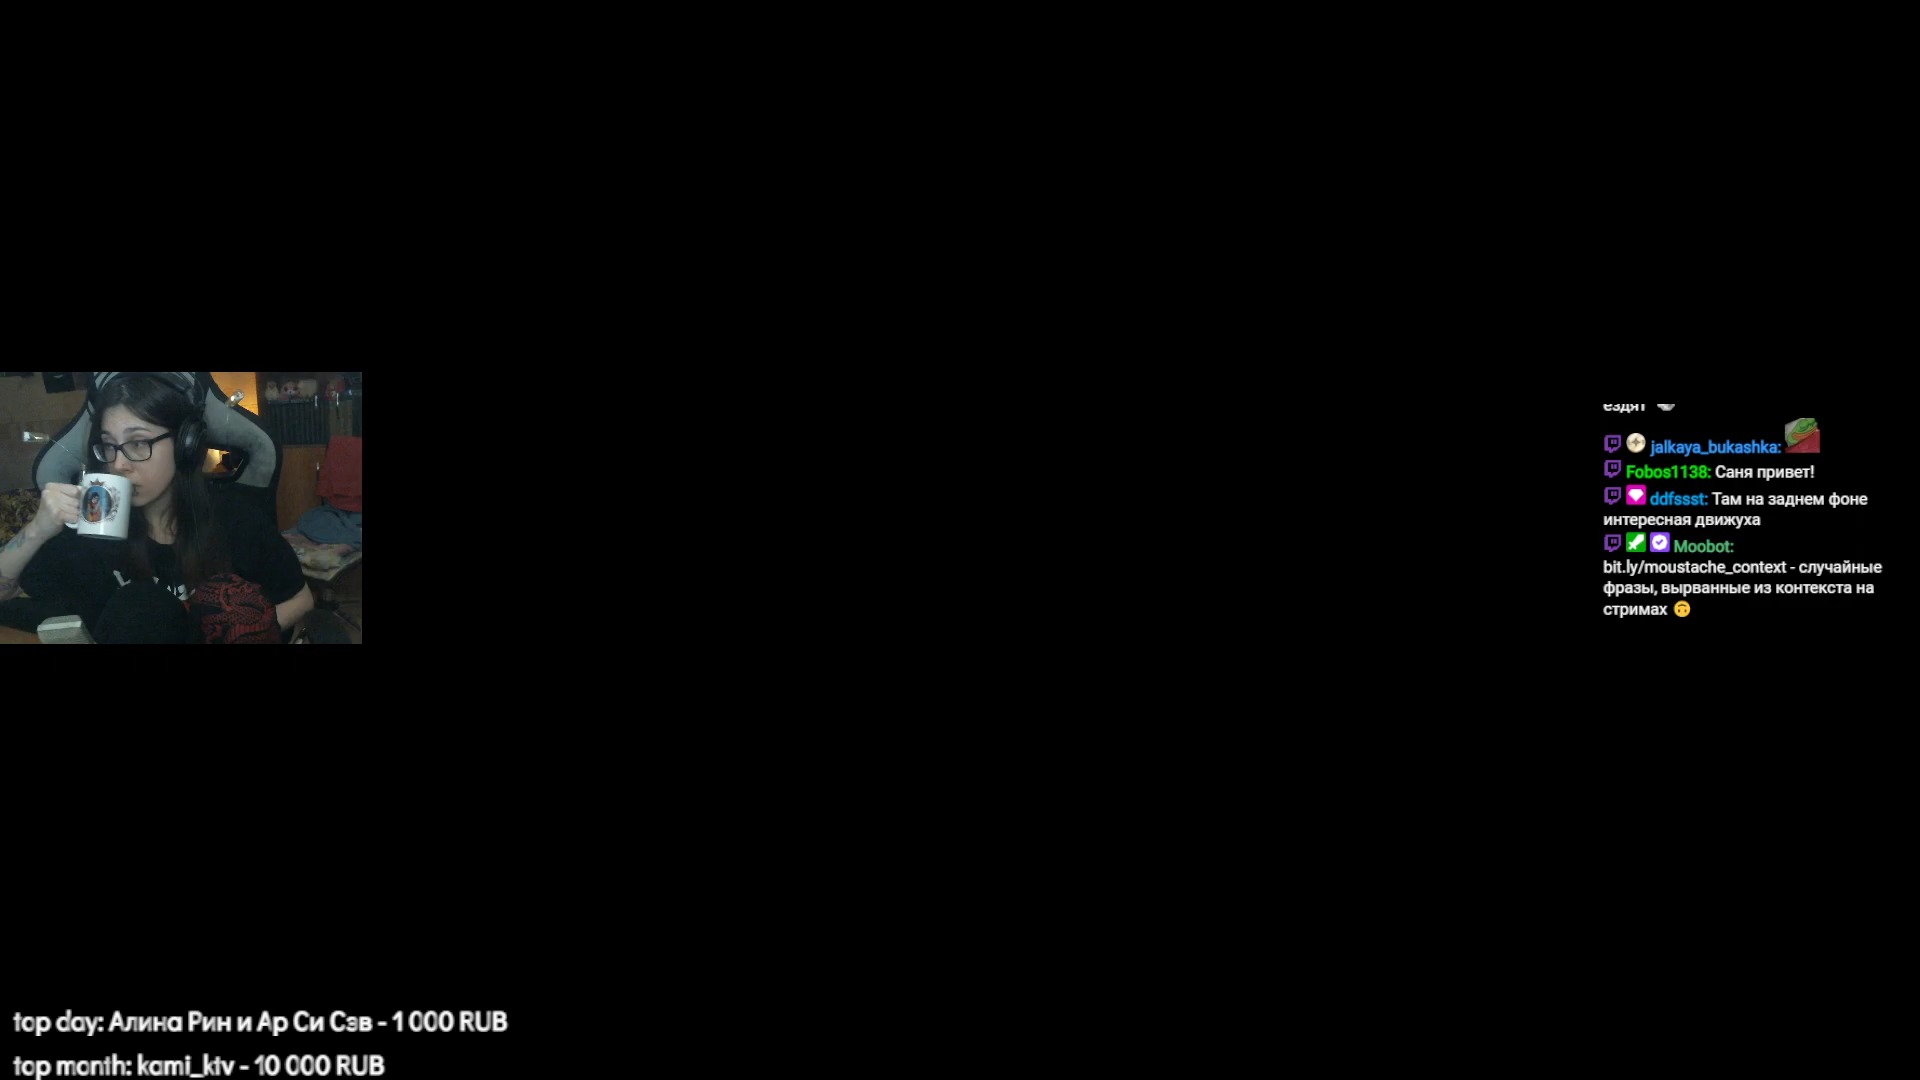 ездят
jalkaya_bukashka:
Fobos1138: Саня привет!
ddfssst: Там на заднем фоне
интересная движуха
Moobot:
bit.ly/moustache_context - случайные
фразы, вырванные из контекста на
стримах 🙃
top day: Алина Рин и Ар Си Сэв - 1 000 RUB
top month: kami_ktv - 10 000 RUB